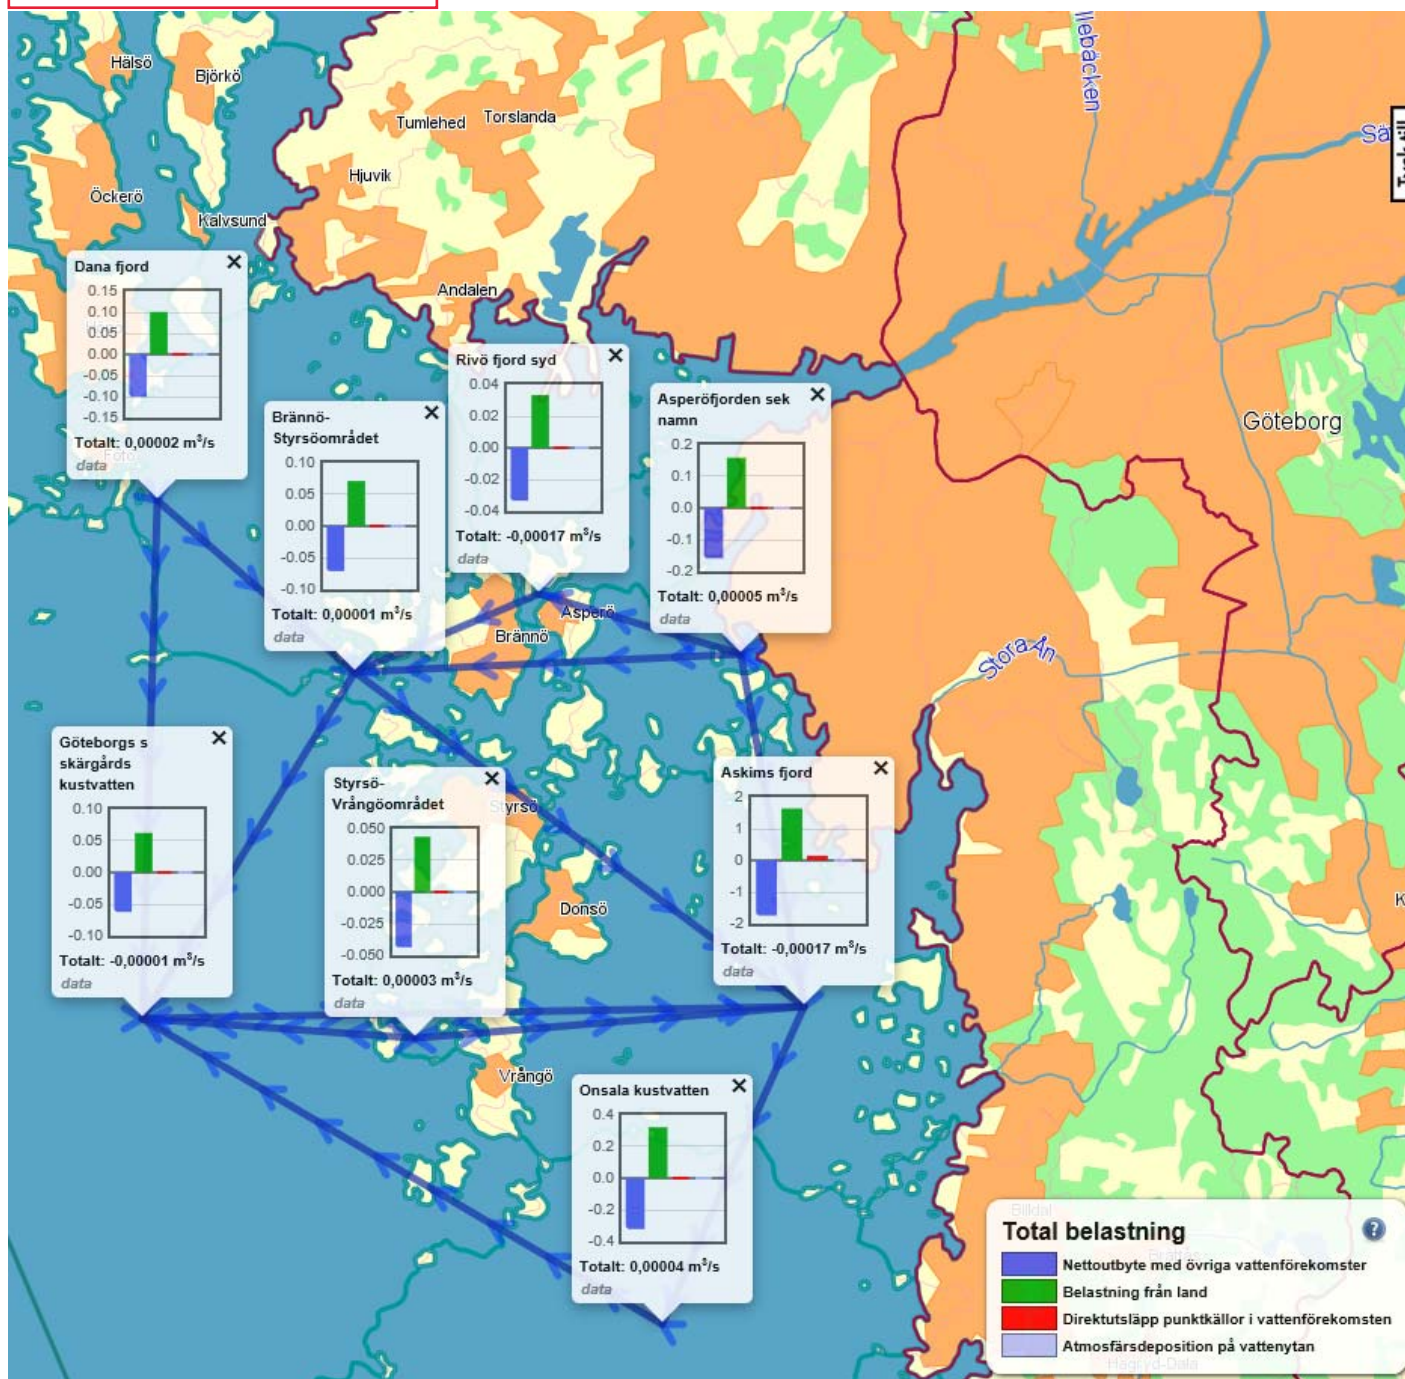 Hälsö
Björkö
Tumlehed
Torslanda
Hjuvik
Öckerö
Kalvsund
Andalen
llebäcken
Sä
Göteborg
Stora Ån
Dana fjord
0.15
0.10
0.05
0.00
-0.05
-0.10
-0.15
Totalt: 0,00002 m³/s
data
Brännö-
Styrsöområdet
0.10
0.05
0.00
-0.05
-0.10
Totalt: 0,00001 m³/s
data
Rivö fjord syd
0.04
0.02
0.00
-0.02
-0.04
Totalt: -0,00017 m³/s
data
Asperöfjorden sek
namn
0.2
0.1
0.0
-0.1
-0.2
Totalt: 0,00005 m³/s
data
Asperö
Brännö
Göteborgs s
skärgårds
kustvatten
0.10
0.05
0.00
-0.05
-0.10
Totalt: -0,00001 m³/s
data
Styrsö-
Vrångöområdet
0.050
0.025
0.000
-0.025
-0.050
Totalt: 0,00003 m³/s
data
Styrsö
Donsö
Vrångö
Askims fjord
2
1
0
-1
-2
Totalt: -0,00017 m³/s
data
K
Onsala kustvatten
0.4
0.2
0.0
-0.2
-0.4
Totalt: 0,00004 m³/s
data
Billdal
Total belastning
?
Nettoutbyte med övriga vattenförekomster
Belastning från land
Direktutsläpp punktkällor i vattenförekomsten
Atmosfärsdeposition på vattenytan